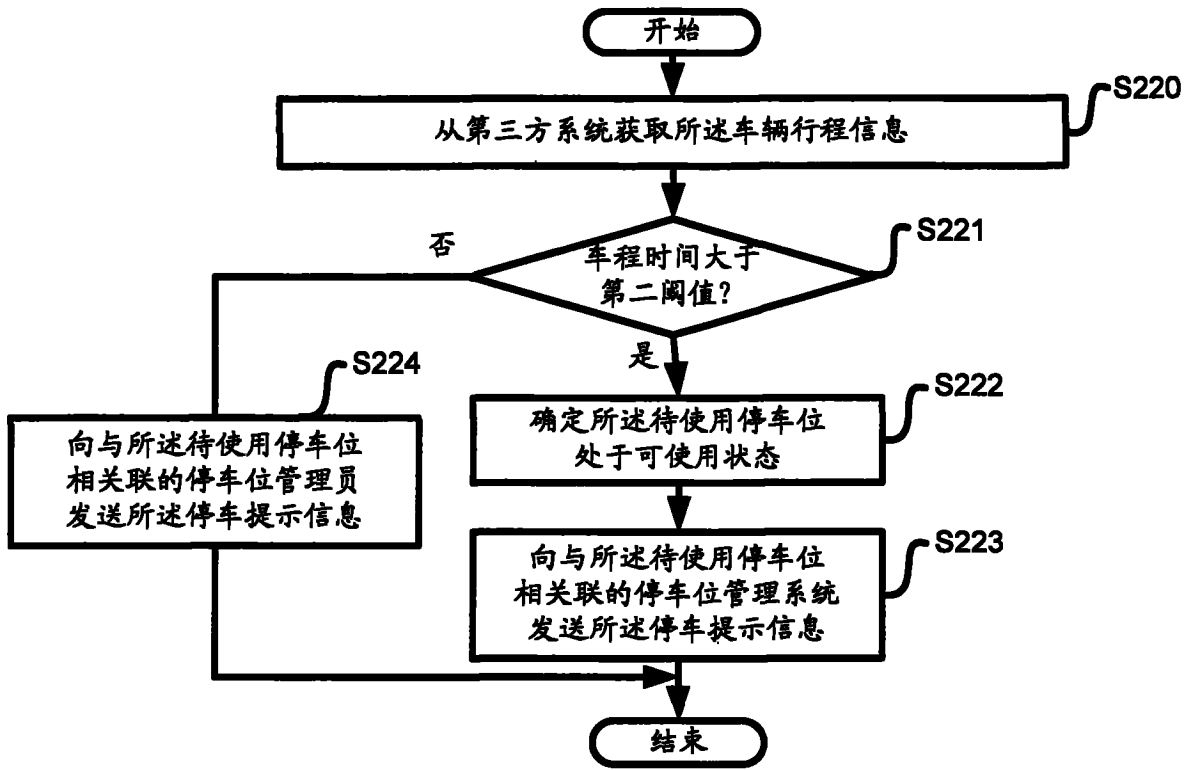 开始
S220
从第三方系统获取所述车辆行程信息
S221
否
车程时间大于
第二阈值?
是
S224
S222
向与所述待使用停车位
相关联的停车位管理员
发送所述停车提示信息
确定所述待使用停车位
处于可使用状态
S223
向与所述待使用停车位
相关联的停车位管理系统
发送所述停车提示信息
结束